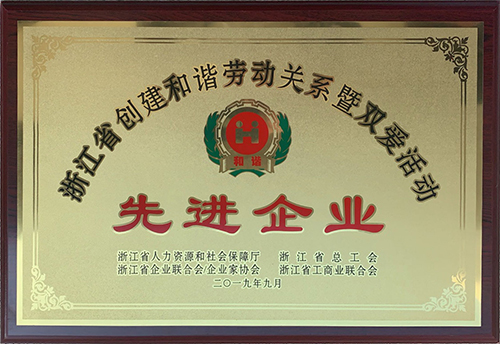 浙江省创建和谐劳动关系暨双爱活动
和谐
先进企业
浙江省人力资源和社会保障厅 浙江省总工会
浙江省企业联合会/企业家协会 浙江省工商业联合会
二〇一九年九月